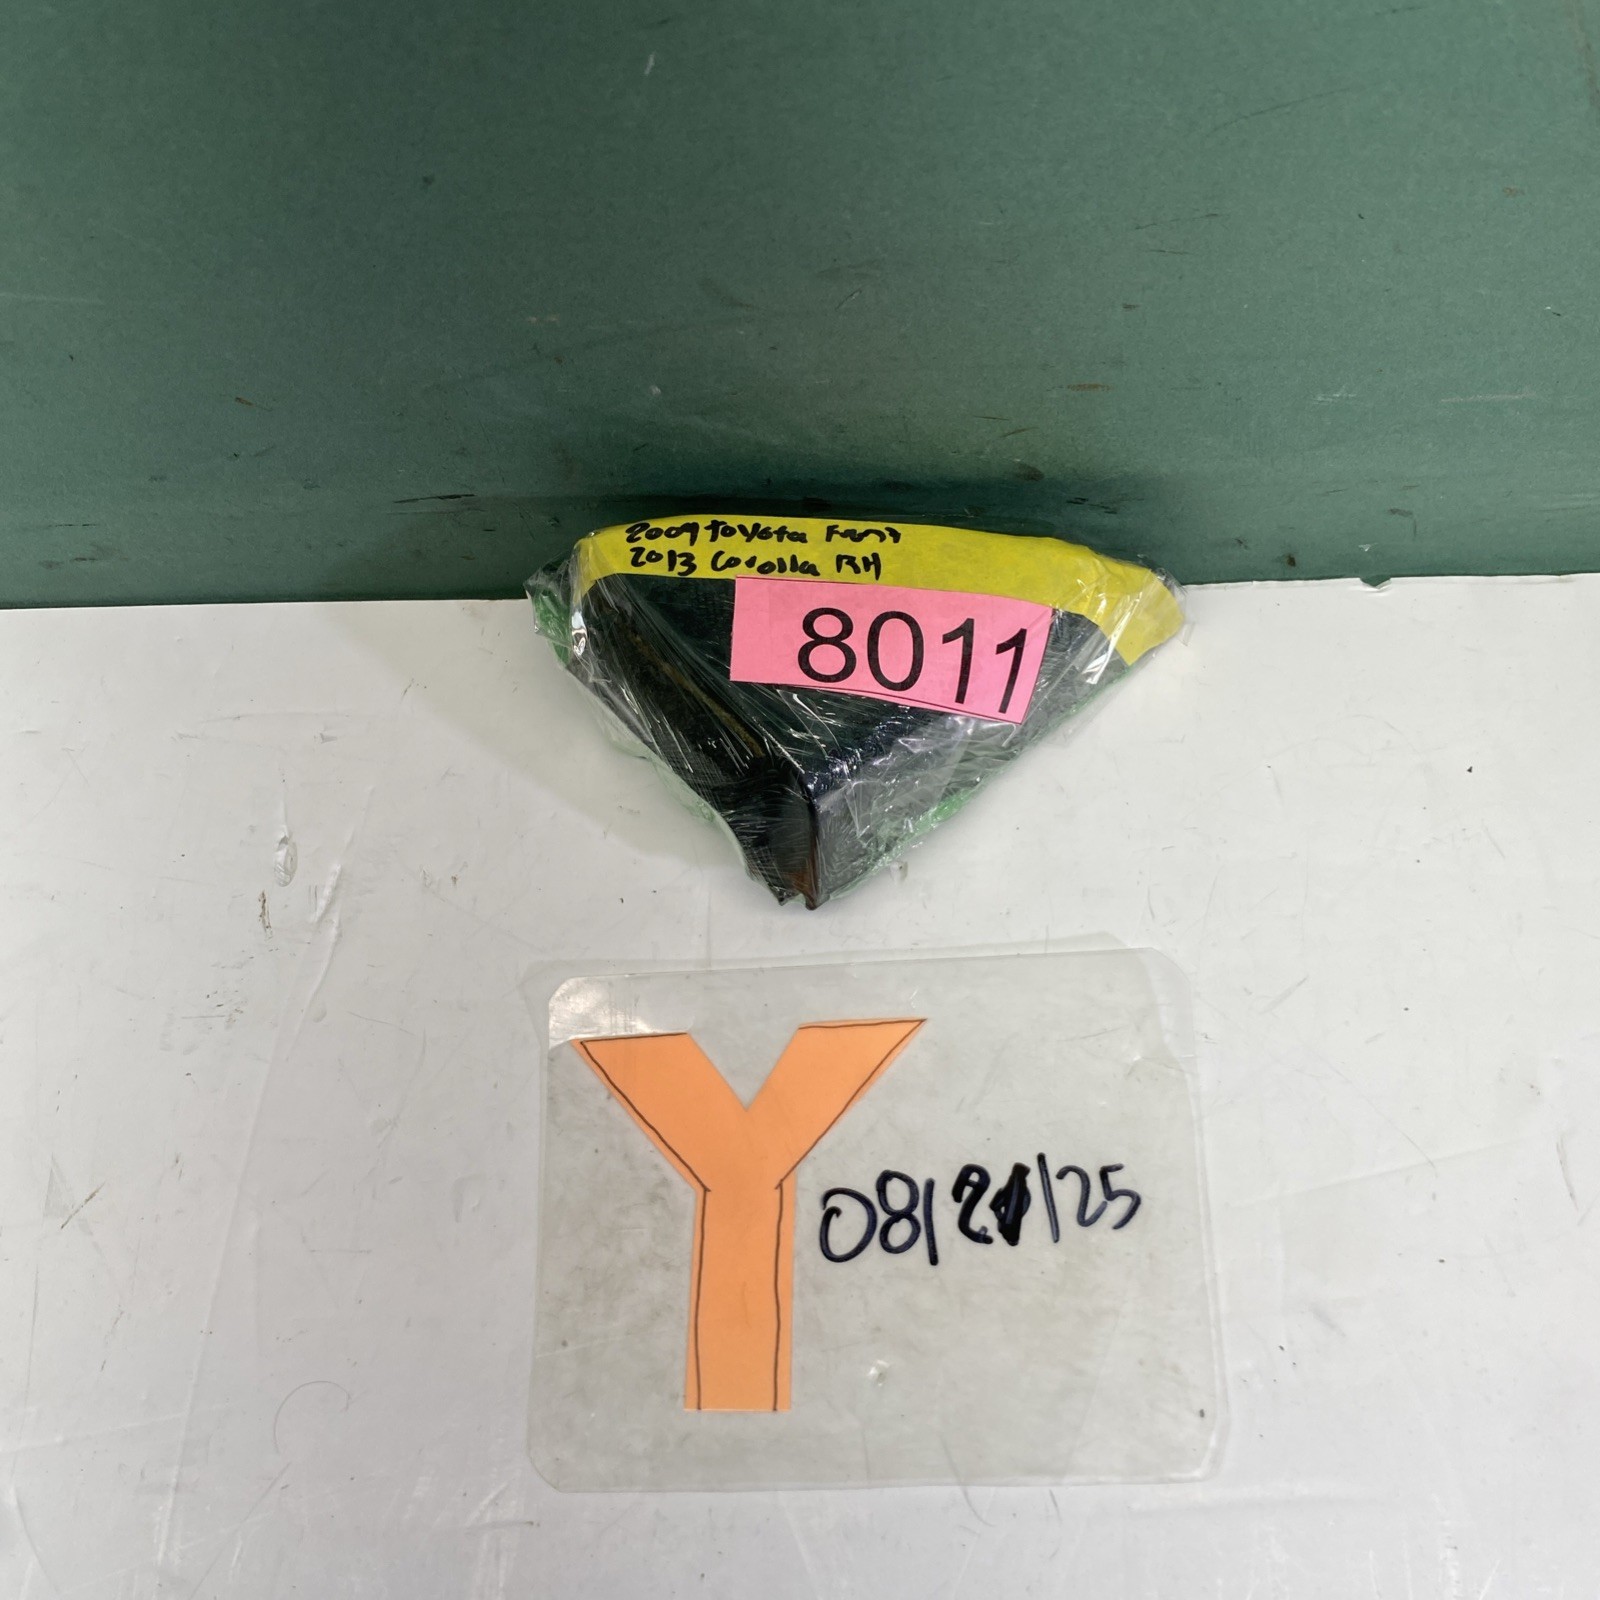 2009 toyota Front
2013 Corolla RH
8011
Y
08/21/25